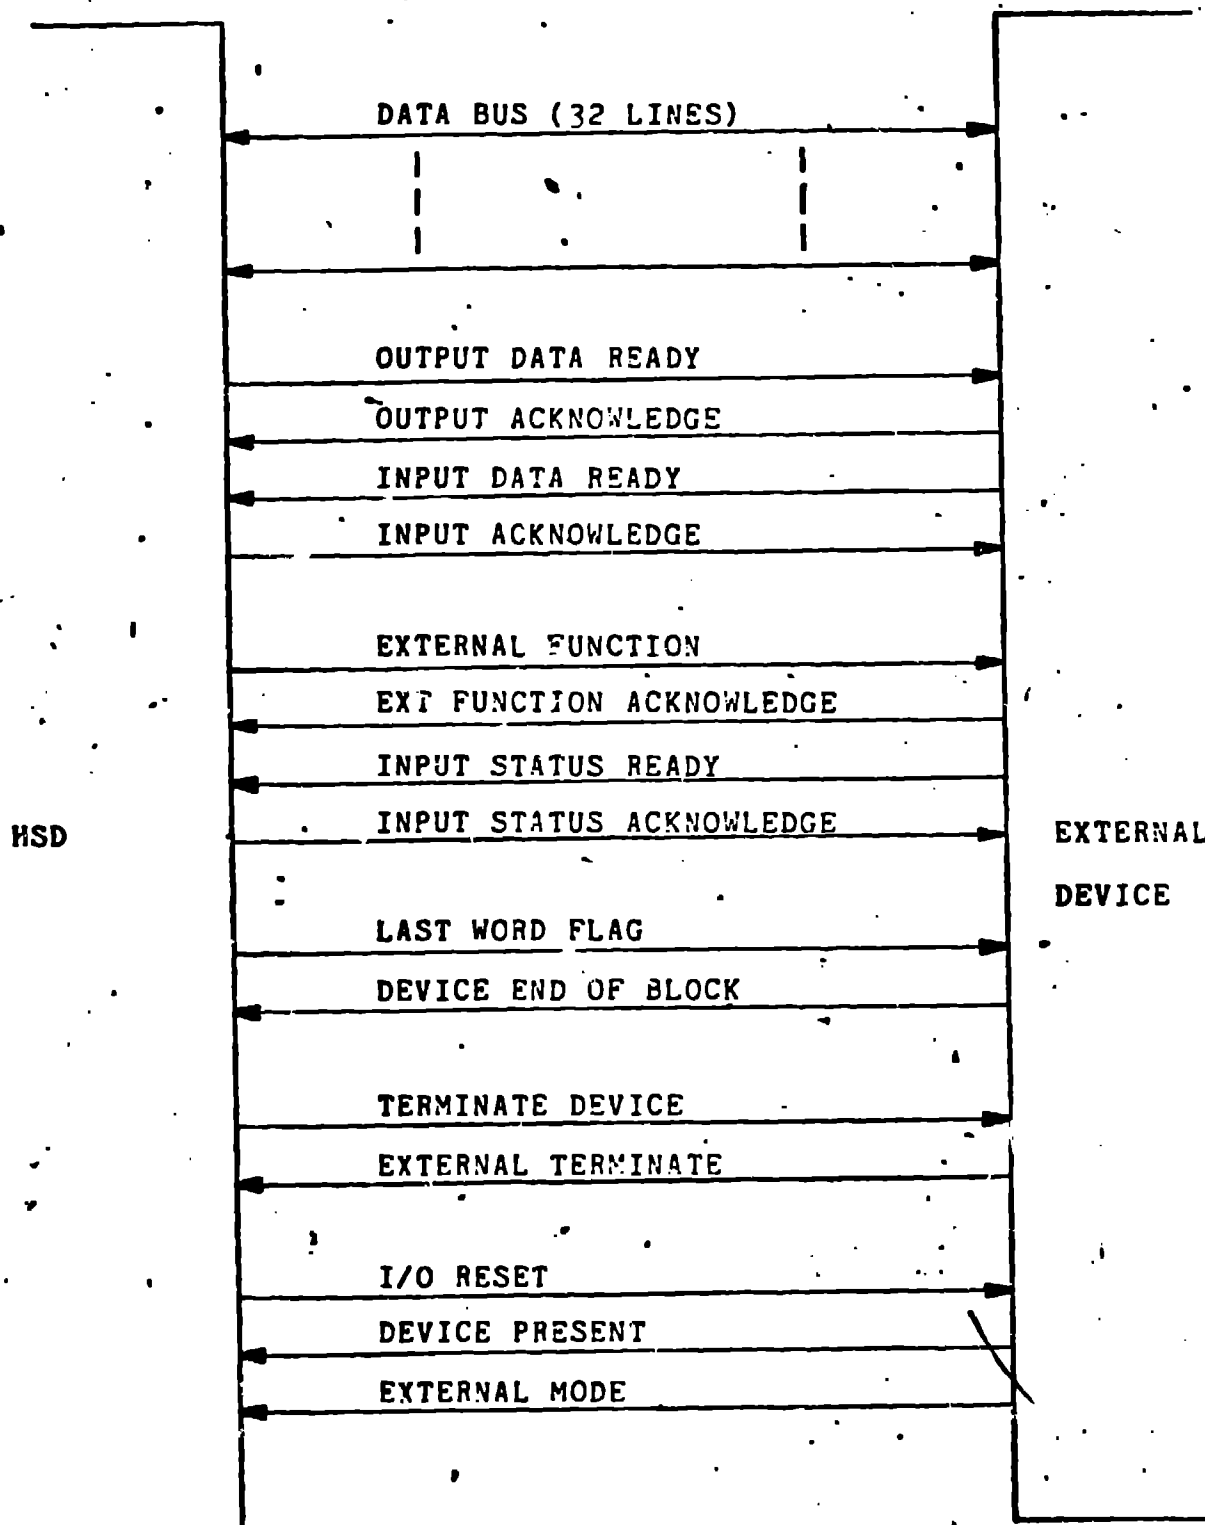 DATA BUS (32 LINES)
OUTPUT DATA READY
OUTPUT ACKNOWLEDGE
INPUT DATA READY
INPUT ACKNOWLEDGE
EXTERNAL FUNCTION
EXT FUNCTION ACKNOWLEDGE
INPUT STATUS READY
INPUT STATUS ACKNOWLEDGE
HSD
EXTERNAL
DEVICE
LAST WORD FLAG
DEVICE END OF BLOCK
TERMINATE DEVICE
EXTERNAL TERMINATE
I/O RESET
DEVICE PRESENT
EXTERNAL MODE